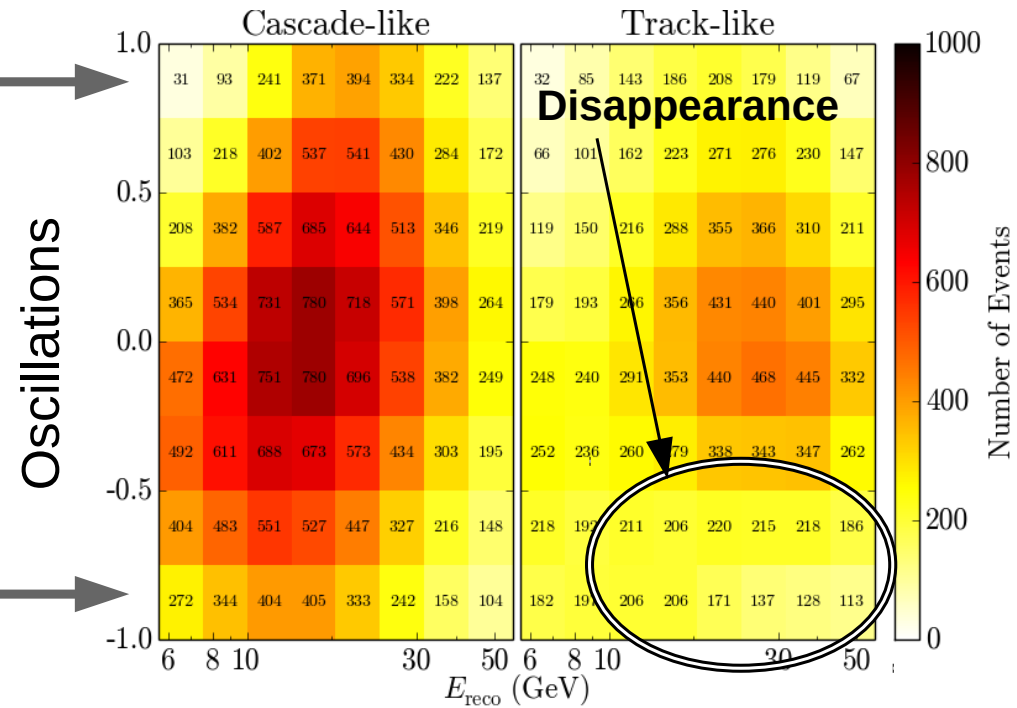 Cascade-like Track-like
1.0 1000
31 93 241 371 394 334 222 137 32 85 143 186 208 179 119 67
Disappearance
800
103 218 402 537 541 430 284 172 66 101 162 223 271 276 230 147
0.5
208 382 587 685 644 513 346 219 119 150 216 288 355 366 310 211
600
365 534 731 780 718 571 398 264 179 193 266 356 431 440 401 295
0.0
472 631 751 780 696 538 382 249 248 240 291 353 440 468 445 332
400
492 611 688 673 573 434 303 195 252 236 260 338 343 347 262
-0.5
200
404 483 551 527 447 327 216 148 218 192 211 206 220 215 218 186
272 344 404 405 333 242 158 104 182 197 206 206 171 137 128 113
-1.0 0
6 8 10 30 50 6 8 10 30 50
E reco (GeV)
Oscillations
Number of Events